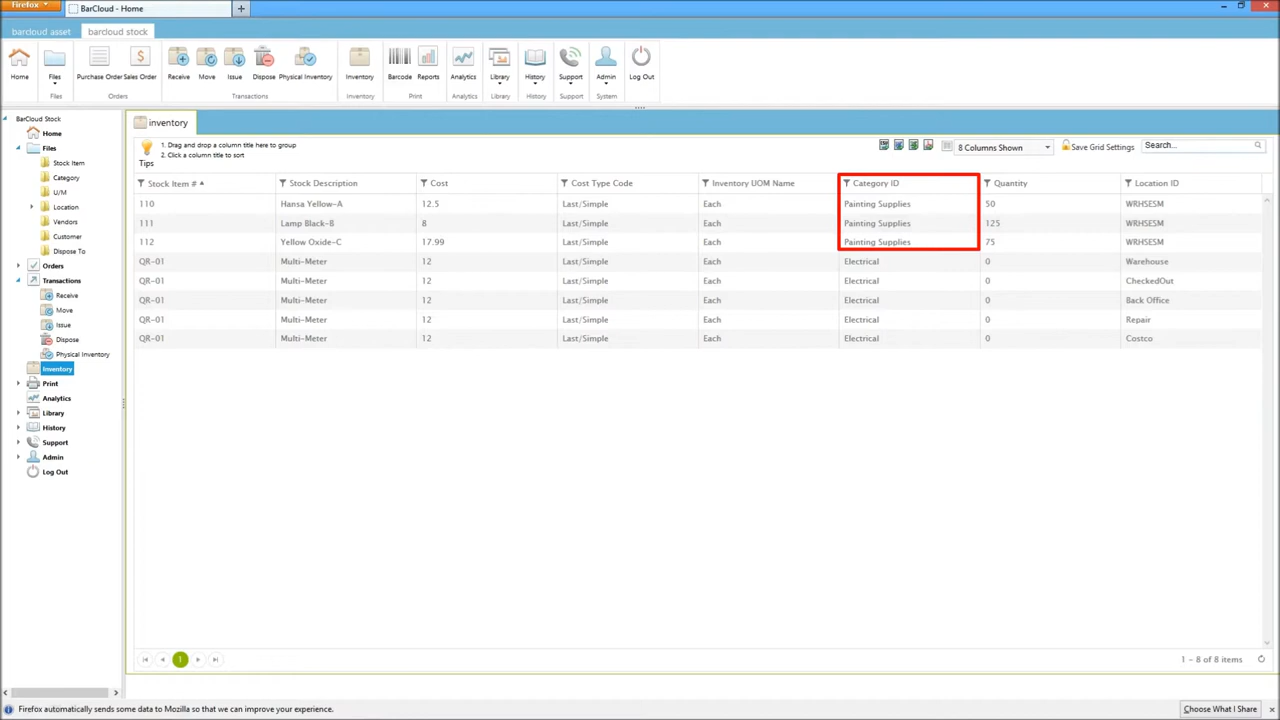 Firefox
BarCloud - Home
barcloud asset
barcloud stock
Home
Files
Purchase Order
Sales Order
Receive
Move
Issue
Dispose
Physical Inventory
Inventory
Barcode
Reports
Analytics
Library
History
Support
Admin
Log Out
Files
Orders
Transactions
Inventory
Print
Analytics
Library
History
Support
System
BarCloud Stock
Home
Files
Stock Item
Category
U/M
Location
Vendors
Customer
Dispose To
Orders
Transactions
Receive
Move
Issue
Dispose
Physical Inventory
Inventory
Print
Analytics
Library
History
Support
Admin
Log Out
inventory
Tips
1. Drag and drop a column title here to group
2. Click a column title to sort
8 Columns Shown
Save Grid Settings
Search...
Stock Item # Stock Description Cost Cost Type Code Inventory UOM Name Category ID Quantity Location ID
110 Hansa Yellow-A 12.5 Last/Simple Each Painting Supplies 50 WRHSESM
111 Lamp Black-B 8 Last/Simple Each Painting Supplies 125 WRHSESM
112 Yellow Oxide-C 17.99 Last/Simple Each Painting Supplies 75 WRHSESM
QR-01 Multi-Meter 12 Last/Simple Each Electrical 0 Warehouse
QR-01 Multi-Meter 12 Last/Simple Each Electrical 0 CheckedOut
QR-01 Multi-Meter 12 Last/Simple Each Electrical 0 Back Office
QR-01 Multi-Meter 12 Last/Simple Each Electrical 0 Repair
QR-01 Multi-Meter 12 Last/Simple Each Electrical 0 Costco
1
1 - 8 of 8 items
Firefox automatically sends some data to Mozilla so that we can improve your experience.
Choose What I Share